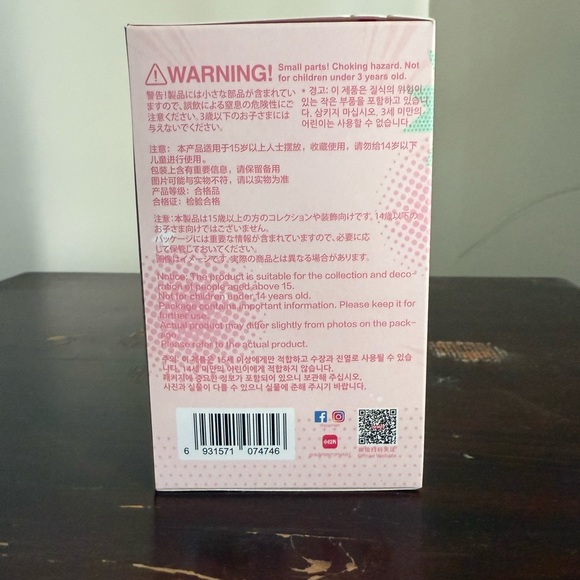 WARNING! Small parts! Choking hazard. Not
for children under 3 years old.
警告!製品には小さな部品が含まれてい
ますので、誤飲による窒息の危険性にご
注意ください。3歳以下のお子さまには
与えないでください。
* 경고: 이 제품은 질식의 위험이
있는 작은 부품을 포함하고 있습니
다. 삼키지 마십시오. 3세 미만의
어린이는 사용할 수 없습니다.
注意: 本产品适用于15岁以上人士摆放,收藏使用,请勿给14岁以下
儿童进行使用。
包装上含有重要信息,请保留备用
图片可能与实物不符,请以实物为准
产品等级:合格品
合格证:检验合格
注意:本製品は15歳以上の方のコレクションや装飾向けです。14歳以下の
お子さま向けではございません。
パッケージには重要な情報が含まれていますので、必要に応
じて保管しておいてください。
画像はイメージです。実際の商品とは異なる場合があります。
Notice: The product is suitable for the collection and deco-
ration of people aged above 15.
Not for children under 14 years old.
Package contains important information. Please keep it for
further use.
Actual product may differ slightly from photos on the pack-
age.
Please refer to the actual product.
주의: 이 제품은 15세 이상에게만 적합하고 수장과 진열로 사용될 수 있습
니다. 14세 미만의 어린이에게 적합하지 않습니다.
패키징에 중요한 정보가 포함되어 있으니 보관해 주십시오.
사진과 실물이 다를 수 있으니 실물에 준해 주시기 바랍니다.
小红书
6 931571 074746